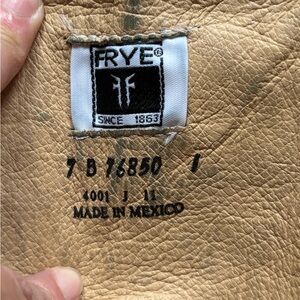 FRYE®
SINCE 1863
7 B 76850 1
4001 J 11
MADE IN MEXICO